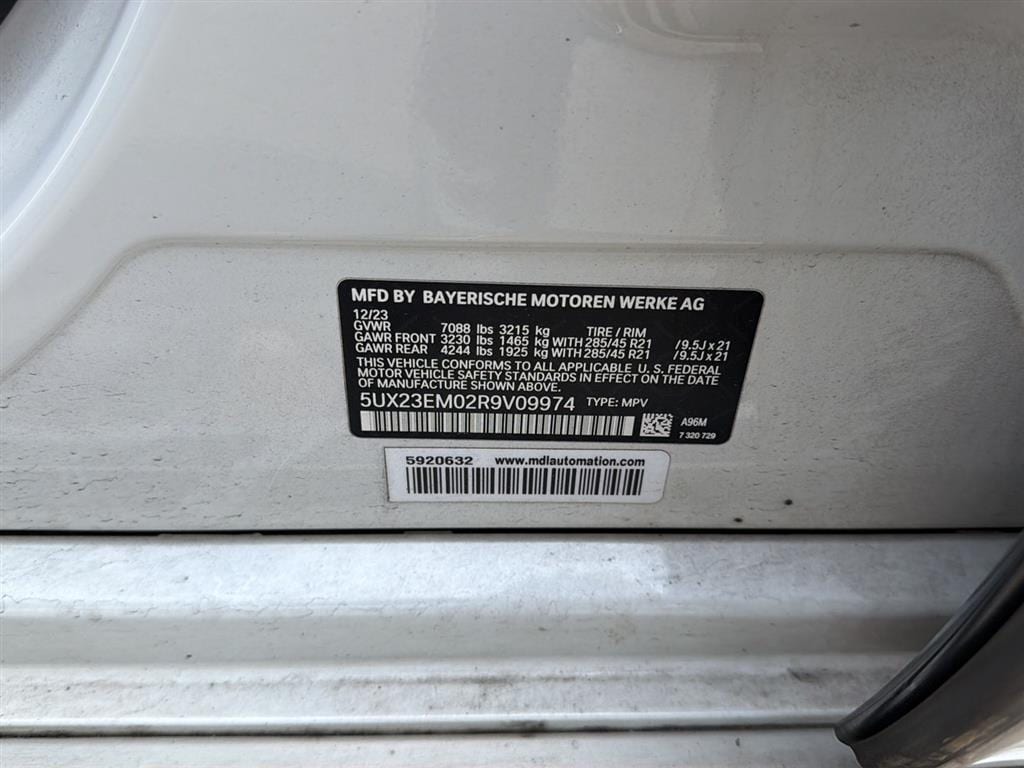 MFD BY BAYERISCHE MOTOREN WERKE AG
12/23
GVWR 7088 lbs 3215 kg TIRE / RIM
GAWR FRONT 3230 lbs 1465 kg WITH 285/45 R21 / 9.5J x 21
GAWR REAR 4244 lbs 1925 kg WITH 285/45 R21 / 9.5J x 21
THIS VEHICLE CONFORMS TO ALL APPLICABLE U. S. FEDERAL
MOTOR VEHICLE SAFETY STANDARDS IN EFFECT ON THE DATE
OF MANUFACTURE SHOWN ABOVE.
5UX23EM02R9V09974 TYPE: MPV
A96M
7 320 729
5920632 www.mdlautomation.com